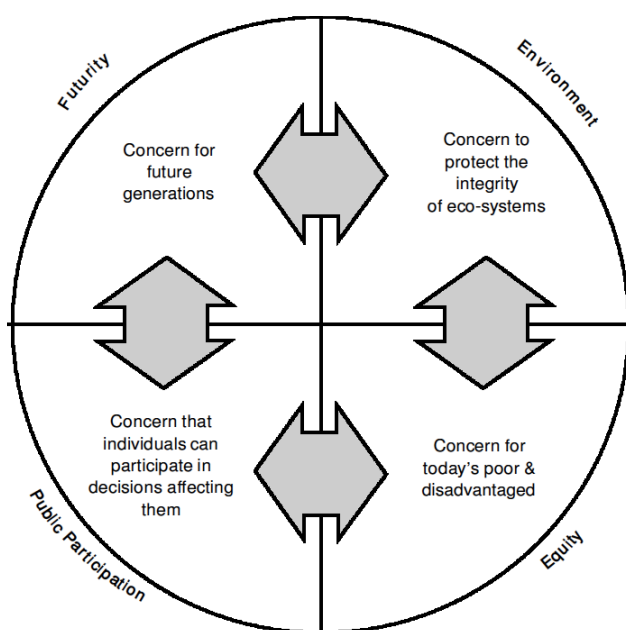 Futurity
Environment
Concern for
future
generations
Concern to
protect the
integrity
of eco-systems
Concern that
individuals can
participate in
decisions affecting
them
Concern for
today's poor &
disadvantaged
Public Participation
Equity